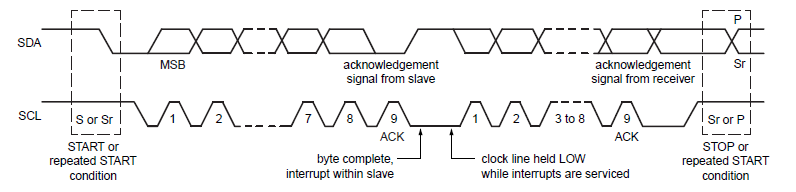 P
SDA
MSB
acknowledgement
signal from slave
acknowledgement
signal from receiver
Sr
SCL
S or Sr
1
2
7
8
9
1
2
3 to 8
9
Sr or P
ACK
ACK
START or
repeated START
condition
byte complete,
interrupt within slave
clock line held LOW
while interrupts are serviced
STOP or
repeated START
condition